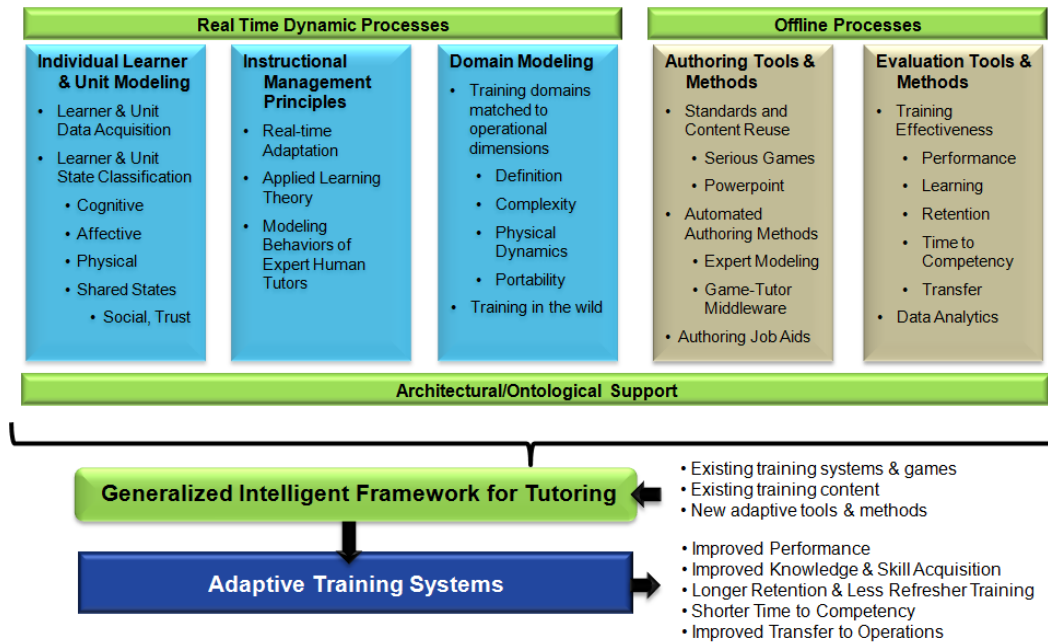 Real Time Dynamic Processes
Offline Processes
Individual Learner
& Unit Modeling
• Learner & Unit
Data Acquisition
• Learner & Unit
State Classification
• Cognitive
• Affective
• Physical
• Shared States
• Social, Trust
Instructional
Management
Principles
• Real-time
Adaptation
• Applied Learning
Theory
• Modeling
Behaviors of
Expert Human
Tutors
Domain Modeling
• Training domains
matched to
operational
dimensions
• Definition
• Complexity
• Physical
Dynamics
• Portability
• Training in the wild
Authoring Tools &
Methods
• Standards and
Content Reuse
• Serious Games
• Powerpoint
• Automated
Authoring Methods
• Expert Modeling
• Game-Tutor
Middleware
• Authoring Job Aids
Evaluation Tools &
Methods
• Training
Effectiveness
• Performance
• Learning
• Retention
• Time to
Competency
• Transfer
• Data Analytics
Architectural/Ontological Support
Generalized Intelligent Framework for Tutoring
• Existing training systems & games
• Existing training content
• New adaptive tools & methods
Adaptive Training Systems
• Improved Performance
• Improved Knowledge & Skill Acquisition
• Longer Retention & Less Refresher Training
• Shorter Time to Competency
• Improved Transfer to Operations